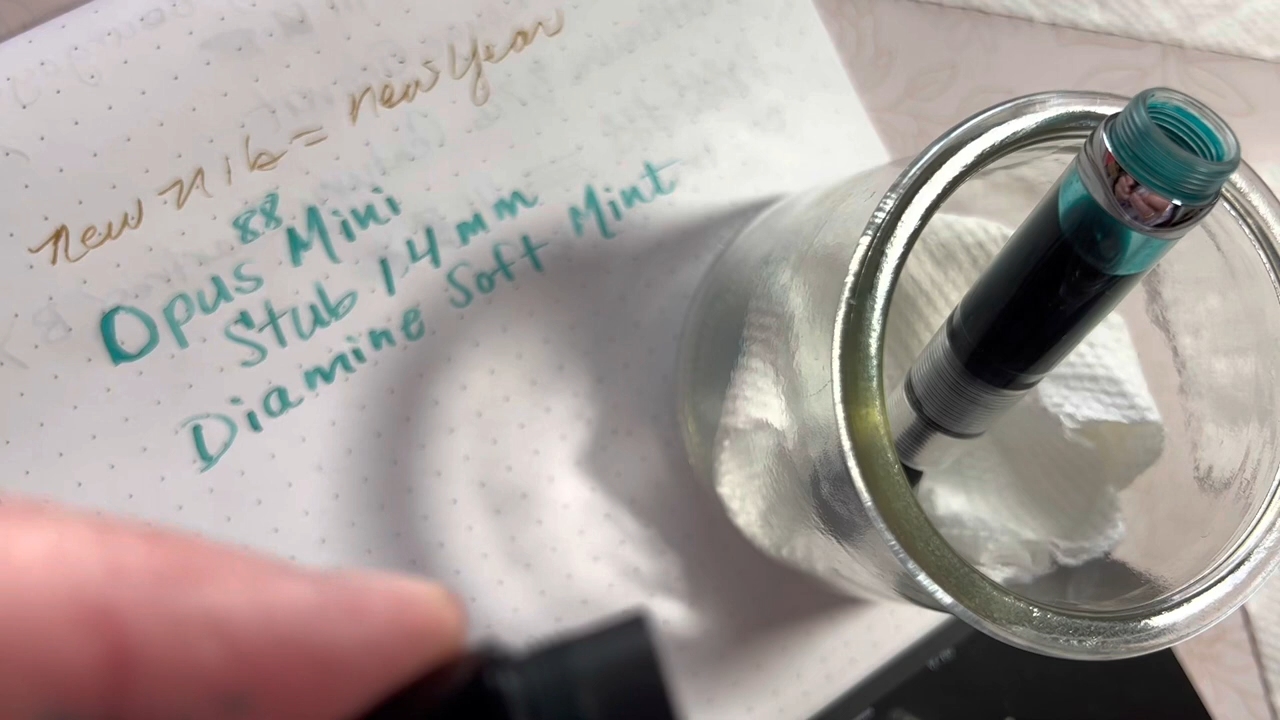 new nib = new year
88
Opus Mini
Stub 1.4 mm
Diamine Soft Mint